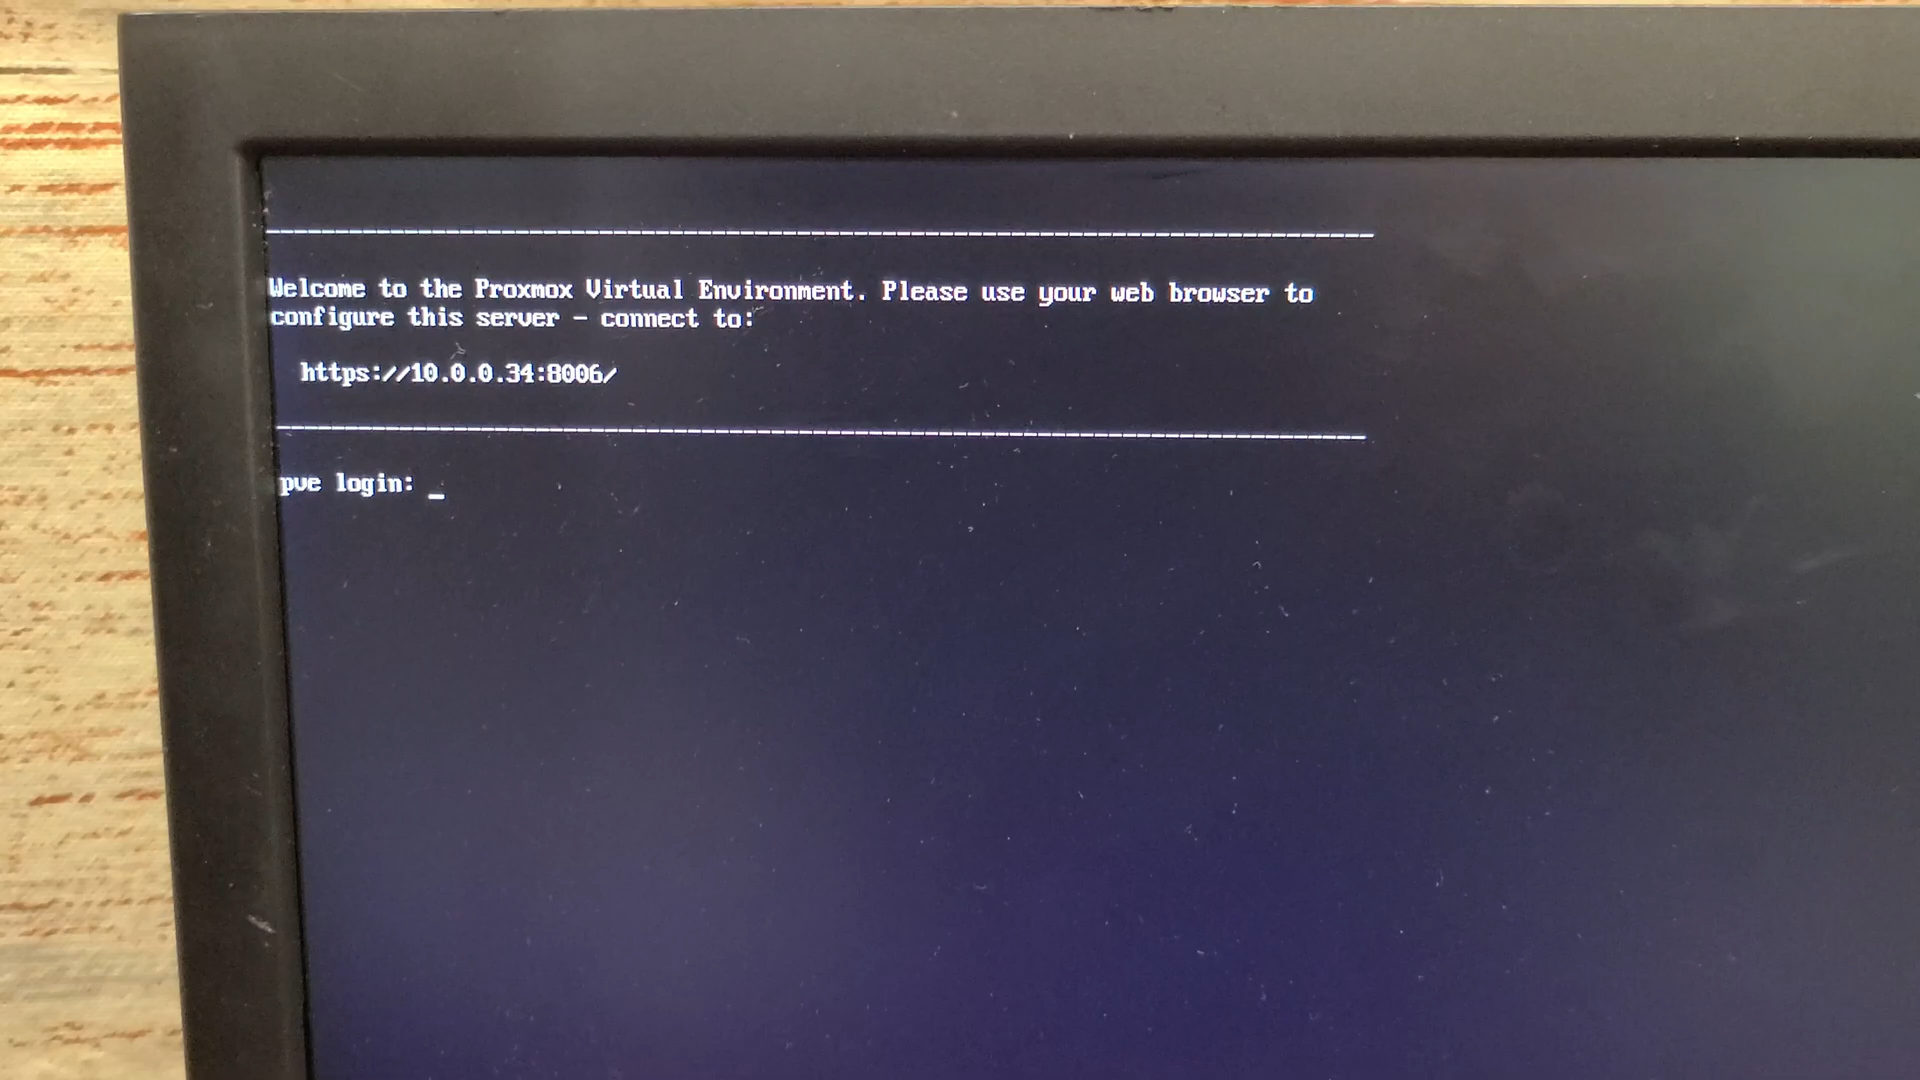 Welcome to the Proxmox Virtual Environment. Please use your web browser to
configure this server - connect to:
https://10.0.0.34:8006/
pve login: _